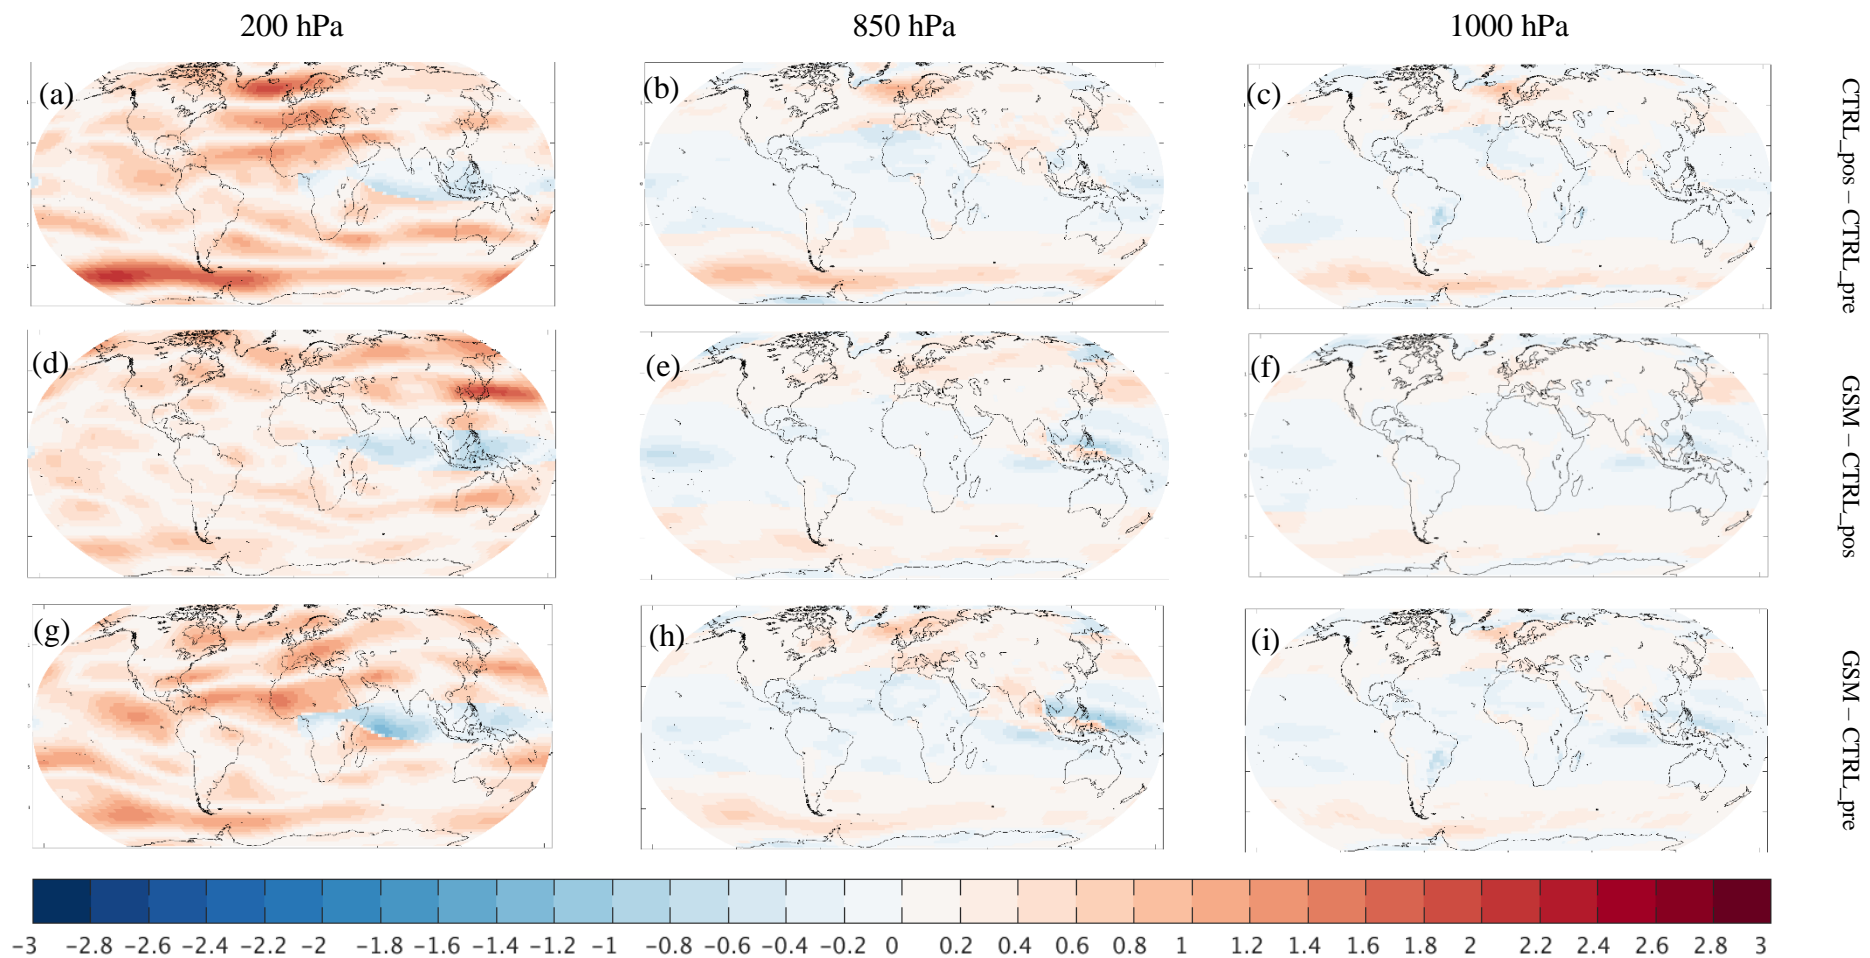 200 hPa 850 hPa 1000 hPa
(a) (b) (c) CTRL_pos – CTRL_pre
(d) (e) (f) GSM – CTRL_pos
(g) (h) (i) GSM – CTRL_pre
−3 −2.8 −2.6 −2.4 −2.2 −2 −1.8 −1.6 −1.4 −1.2 −1 −0.8 −0.6 −0.4 −0.2 0 0.2 0.4 0.6 0.8 1 1.2 1.4 1.6 1.8 2 2.2 2.4 2.6 2.8 3